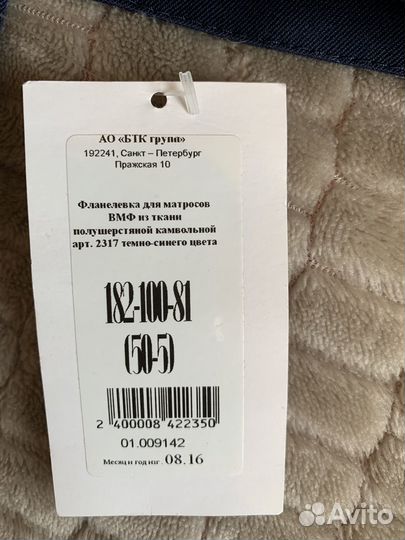 АО «БТК групп»
192241, Санкт – Петербург
Пражская 10
Фланелевка для матросов
ВМФ из ткани
полушерстяной камвольной
арт. 2317 темно-синего цвета
182-100-81
(50-5)
2 400008 422350
01.009142
Месяц и год изг. 08.16
Avito